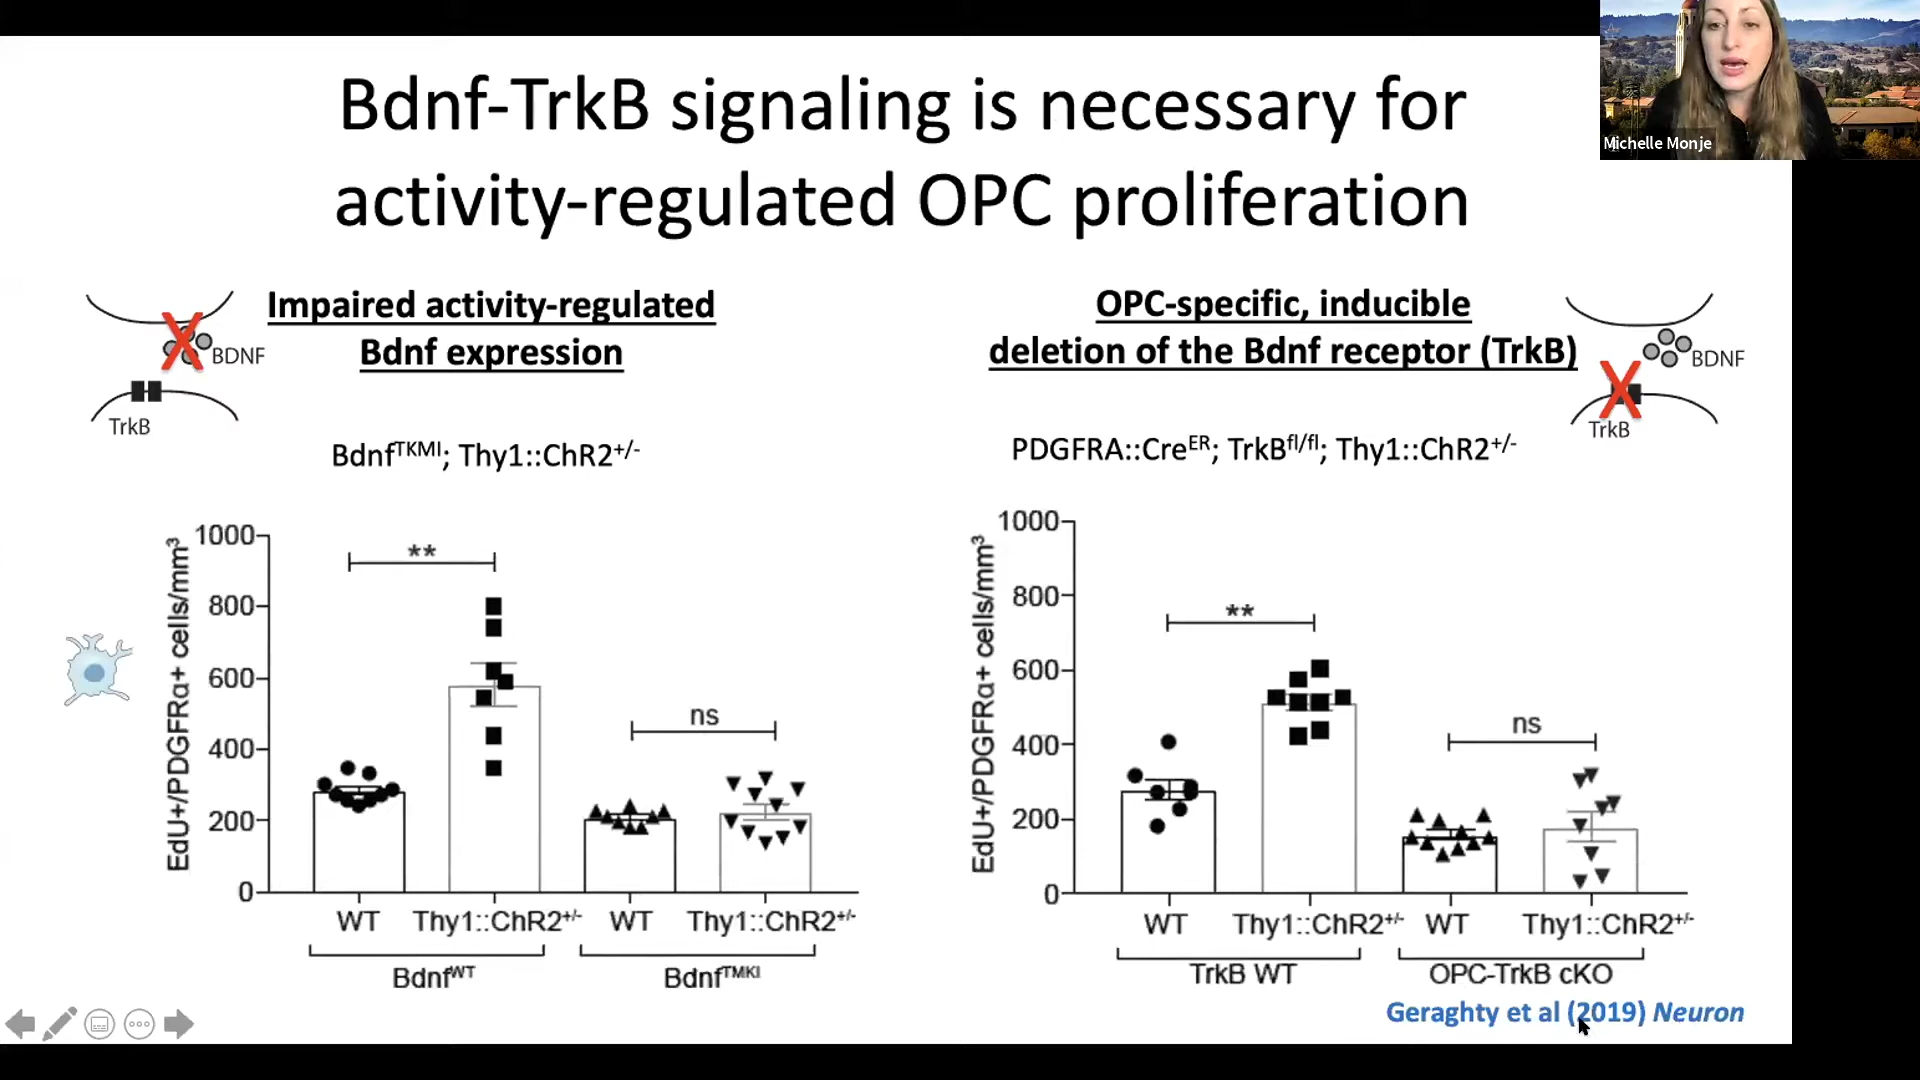 Bdnf-TrkB signaling is necessary for
activity-regulated OPC proliferation
Michelle Monje
Impaired activity-regulated
Bdnf expression
BDNF
TrkB
Bdnf^TKMI; Thy1::ChR2^+/-
OPC-specific, inducible
deletion of the Bdnf receptor (TrkB)
BDNF
TrkB
PDGFRA::Cre^ER; TrkB^fl/fl; Thy1::ChR2^+/-
EdU+/PDGFRα+ cells/mm³
1000
800
600
400
200
0
**
ns
WT Thy1::ChR2^+/- WT Thy1::ChR2^+/-
Bdnf^WT Bdnf^TMKI
EdU+/PDGFRα+ cells/mm³
1000
800
600
400
200
0
**
ns
WT Thy1::ChR2^+/- WT Thy1::ChR2^+/-
TrkB WT OPC-TrkB cKO
Geraghty et al (2019) Neuron